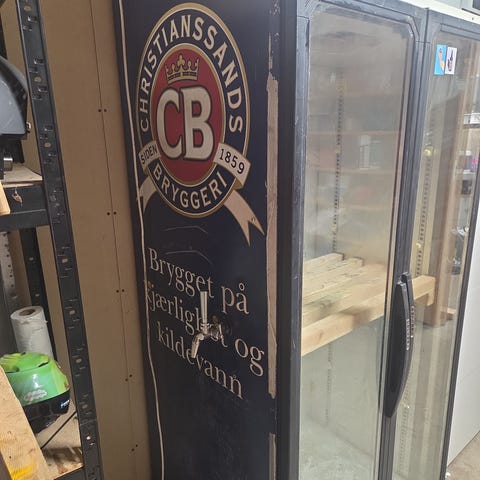 CHRISTIANSSANDS
CB
SIDEN 1859
BRYGGERI
Brygget på
kjærlighet og
kildevann